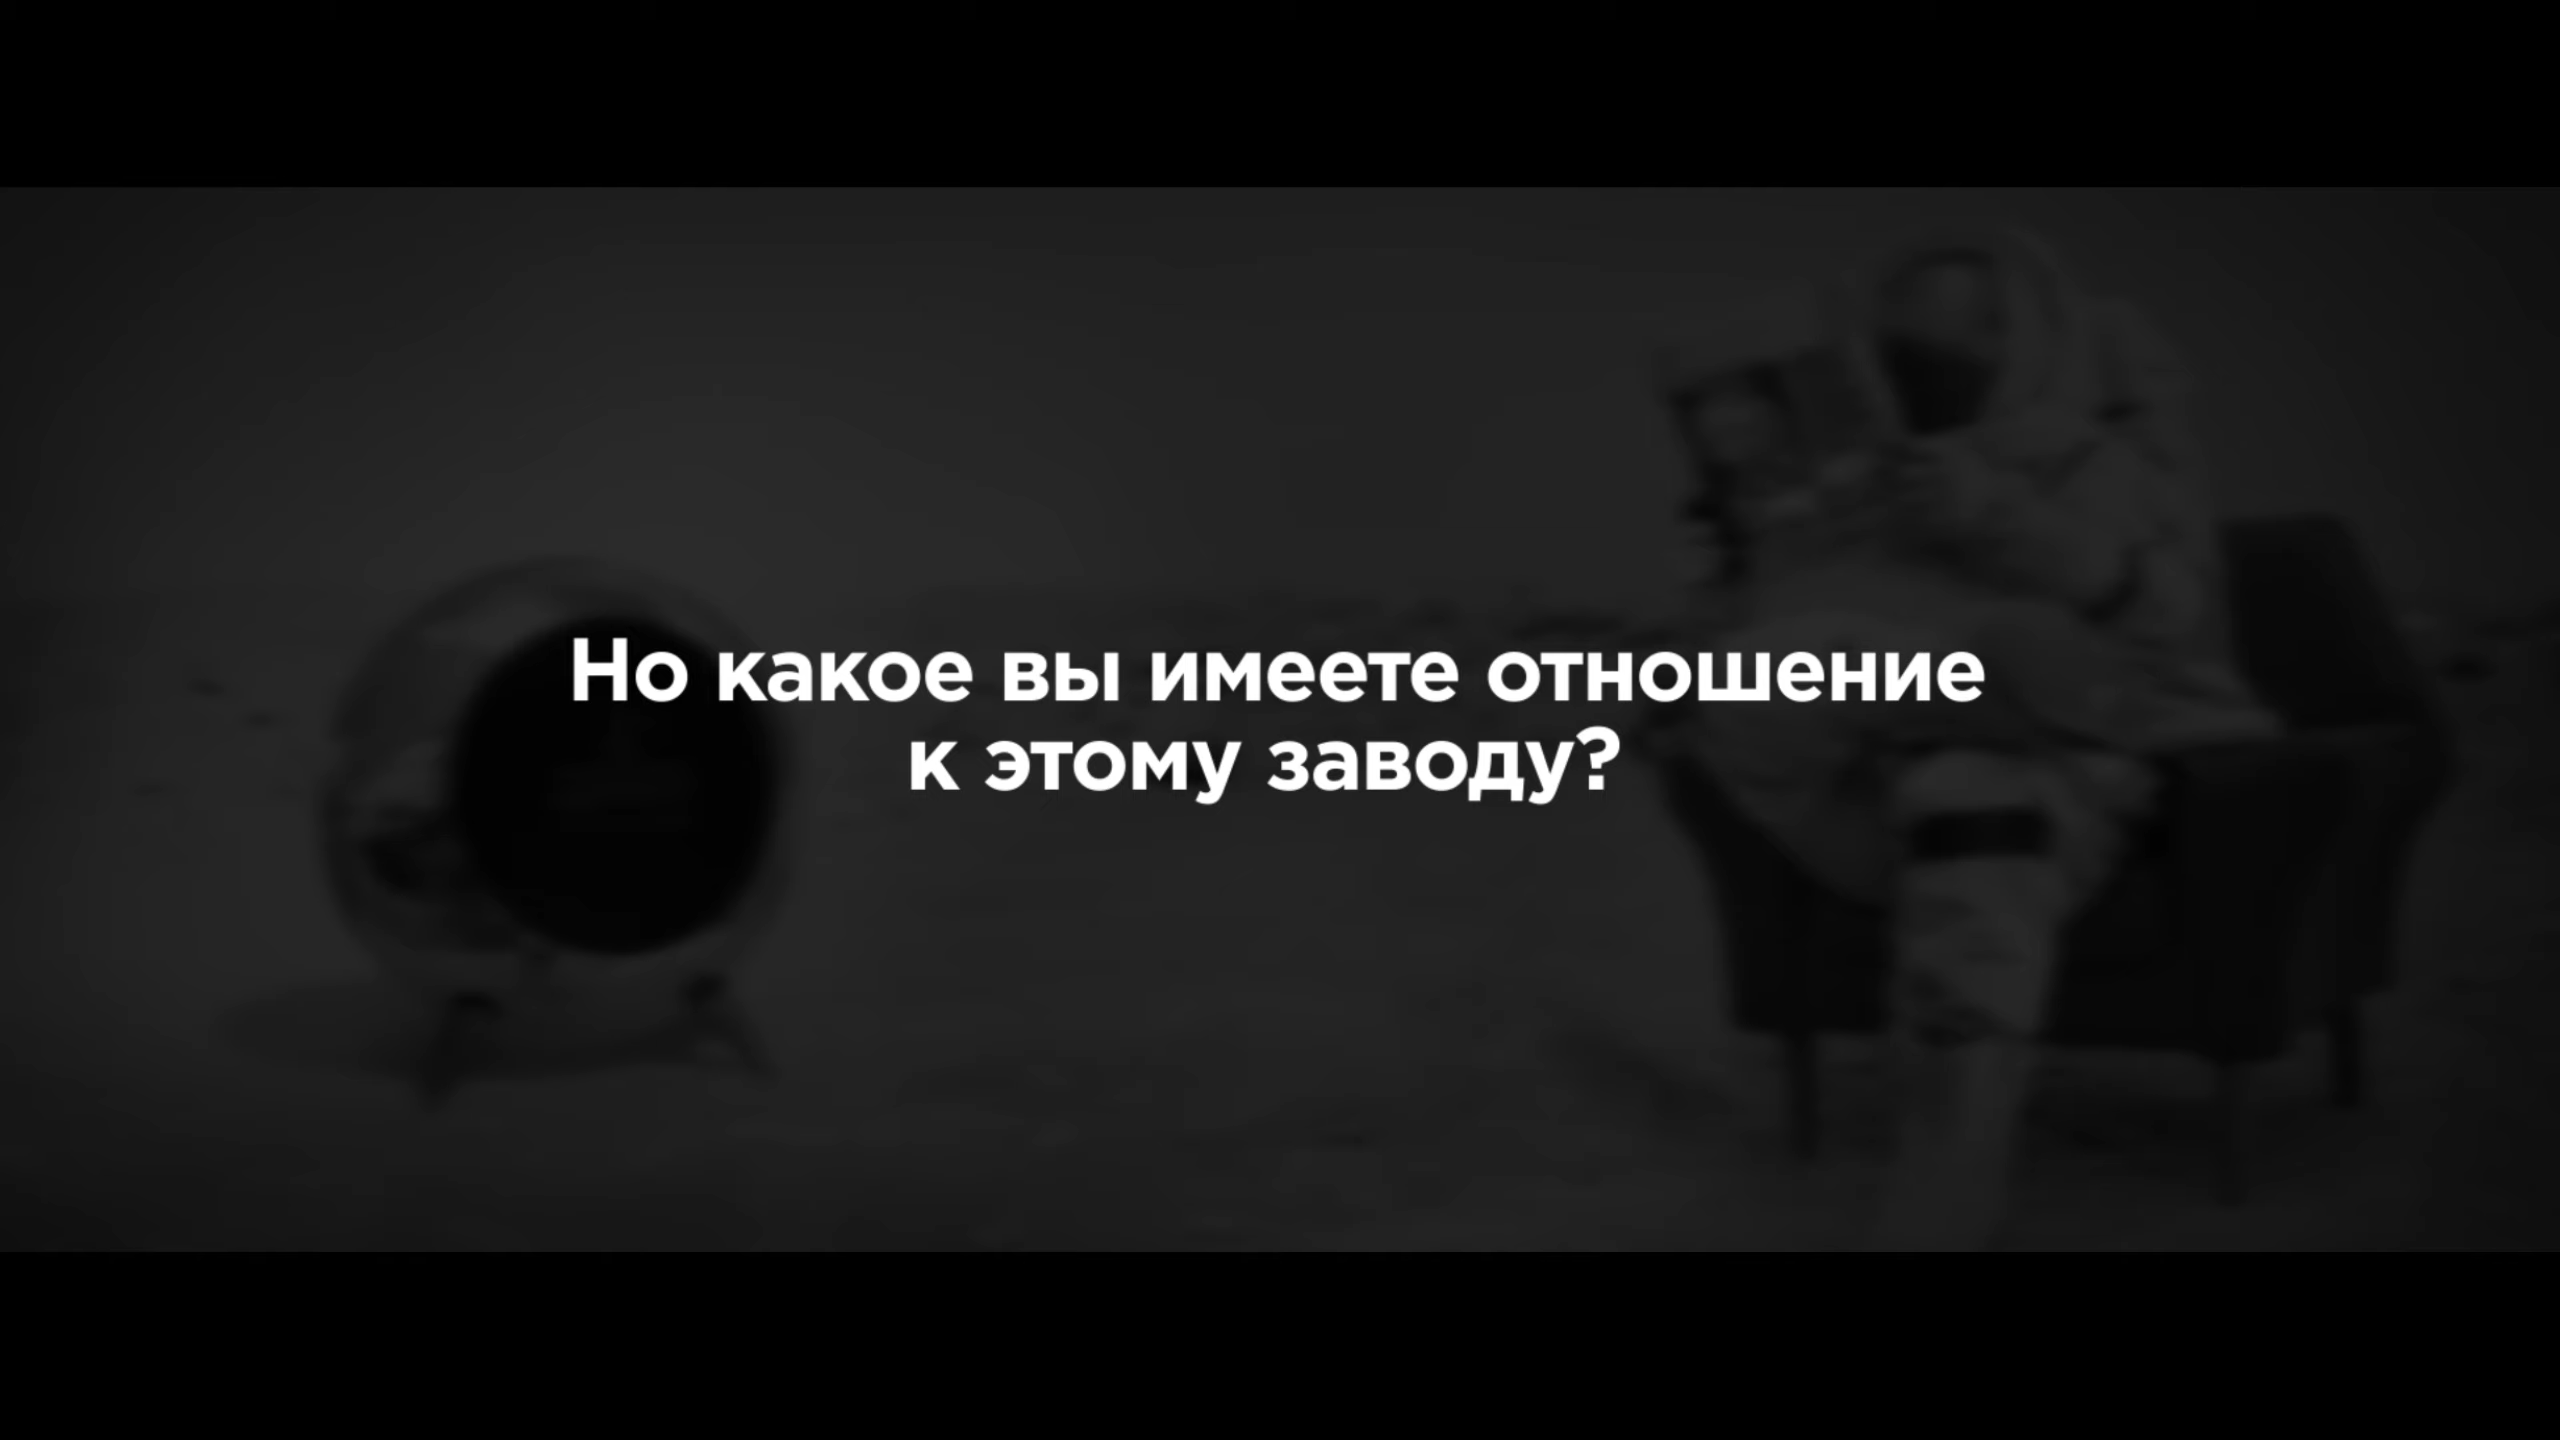 Но какое вы имеете отношение
к этому заводу?